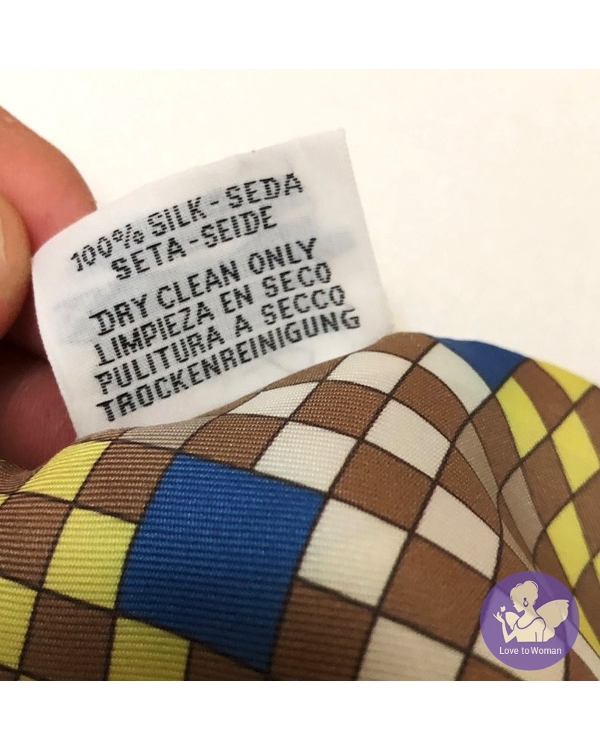 100% SILK-SEDA
SETA-SEIDE
DRY CLEAN ONLY
LIMPIEZA EN SECO
PULITURA A SECCO
TROCKENREINIGUNG
Love to Woman